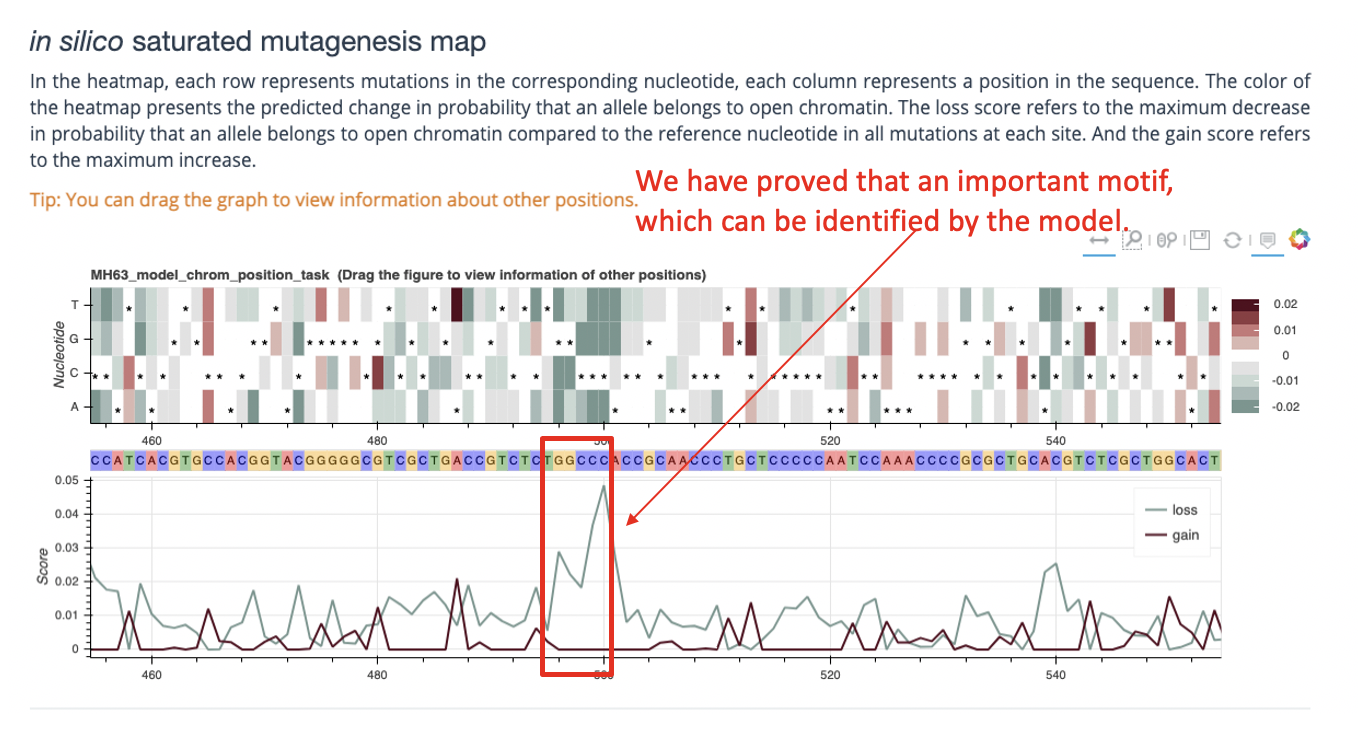 in silico saturated mutagenesis map
In the heatmap, each row represents mutations in the corresponding nucleotide, each column represents a position in the sequence. The color of
the heatmap presents the predicted change in probability that an allele belongs to open chromatin. The loss score refers to the maximum decrease
in probability that an allele belongs to open chromatin compared to the reference nucleotide in all mutations at each site. And the gain score refers
to the maximum increase.
Tip: You can drag the graph to view information about other positions.
We have proved that an important motif,
which can be identified by the model.
MH63_model_chrom_position_task (Drag the figure to view information of other positions)
Nucleotide
T
G
C
A
0.02
0.01
0
-0.01
-0.02
460 480 500 520 540
CCATCACGTGCCACGGTACGGGGGCGTCGCTGACCGTCTCTGGCCCACCGCAACCCTGCTCCCCCAATCCAAACCCCGCGCTGCACGTCTCGCTGGCACT
Score
0.05
0.04
0.03
0.02
0.01
0
loss
gain
460 480 500 520 540